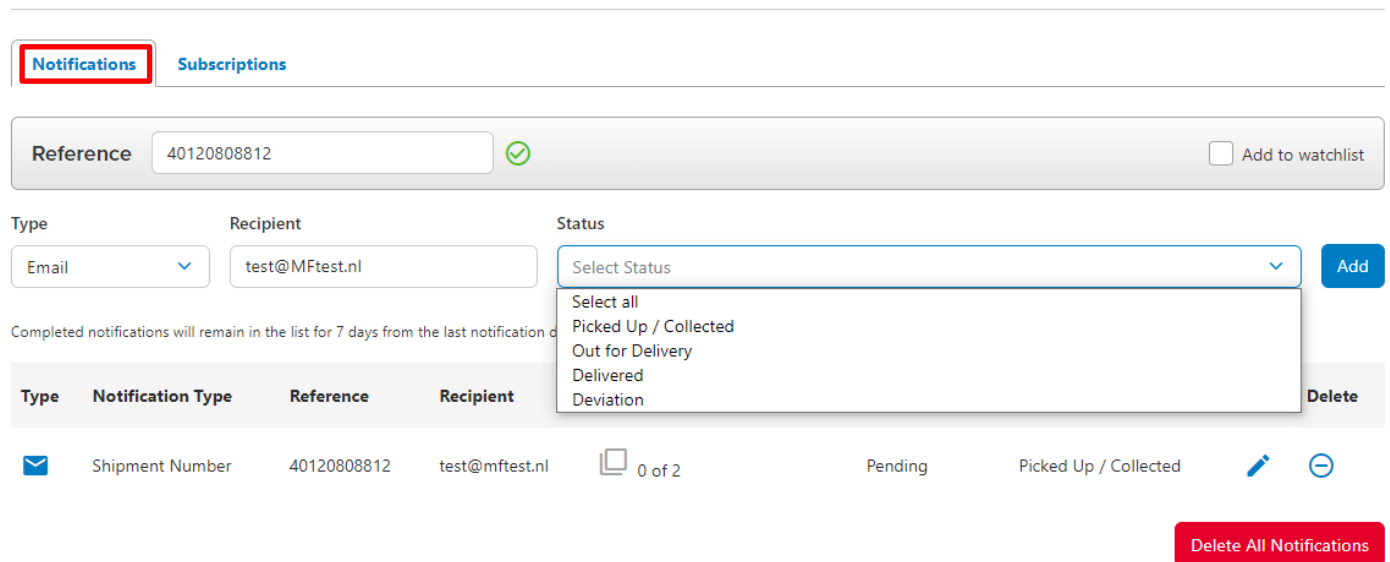 Notifications Subscriptions
Reference 40120808812 Add to watchlist
Type Recipient Status
Email test@MFtest.nl Select Status Add
Select all
Picked Up / Collected
Out for Delivery
Delivered
Deviation
Completed notifications will remain in the list for 7 days from the last notification
Type Notification Type Reference Recipient Delete
Shipment Number 40120808812 test@mftest.nl 0 of 2 Pending Picked Up / Collected
Delete All Notifications